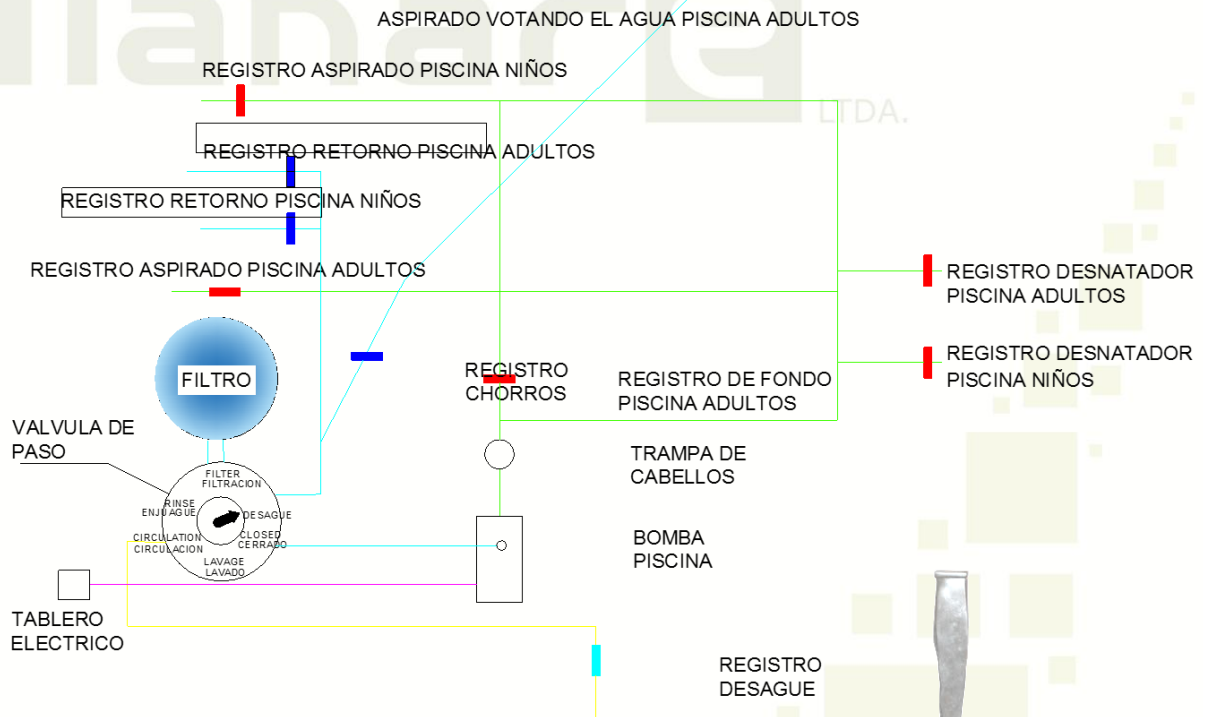 ASPIRADO VOTANDO EL AGUA PISCINA ADULTOS
REGISTRO ASPIRADO PISCINA NIÑOS
LTDA.
REGISTRO RETORNO PISCINA ADULTOS
REGISTRO RETORNO PISCINA NIÑOS
REGISTRO ASPIRADO PISCINA ADULTOS
REGISTRO DESNATADOR
PISCINA ADULTOS
REGISTRO DESNATADOR
PISCINA NIÑOS
FILTRO
REGISTRO
CHORROS
REGISTRO DE FONDO
PISCINA ADULTOS
VALVULA DE
PASO
TRAMPA DE
CABELLOS
FILTER
FILTRACION
RINSE
ENJUAGUE
DESAGUE
CLOSED
CERRADO
CIRCULATION
CIRCULACION
LAVAGE
LAVADO
BOMBA
PISCINA
TABLERO
ELECTRICO
REGISTRO
DESAGUE